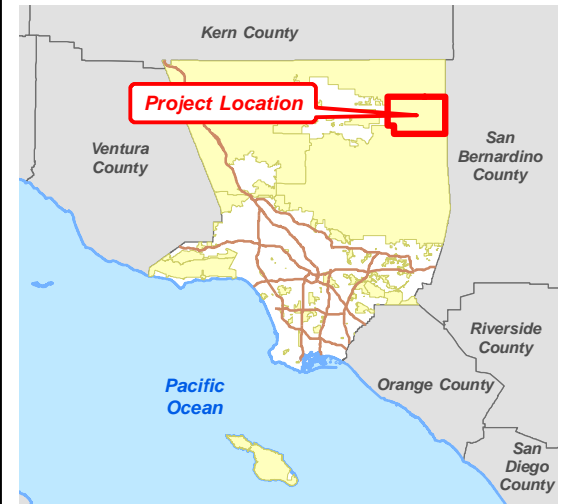 Kern County
Project Location
Ventura
County
San
Bernardino
County
Riverside
County
Pacific
Ocean
Orange County
San
Diego
County